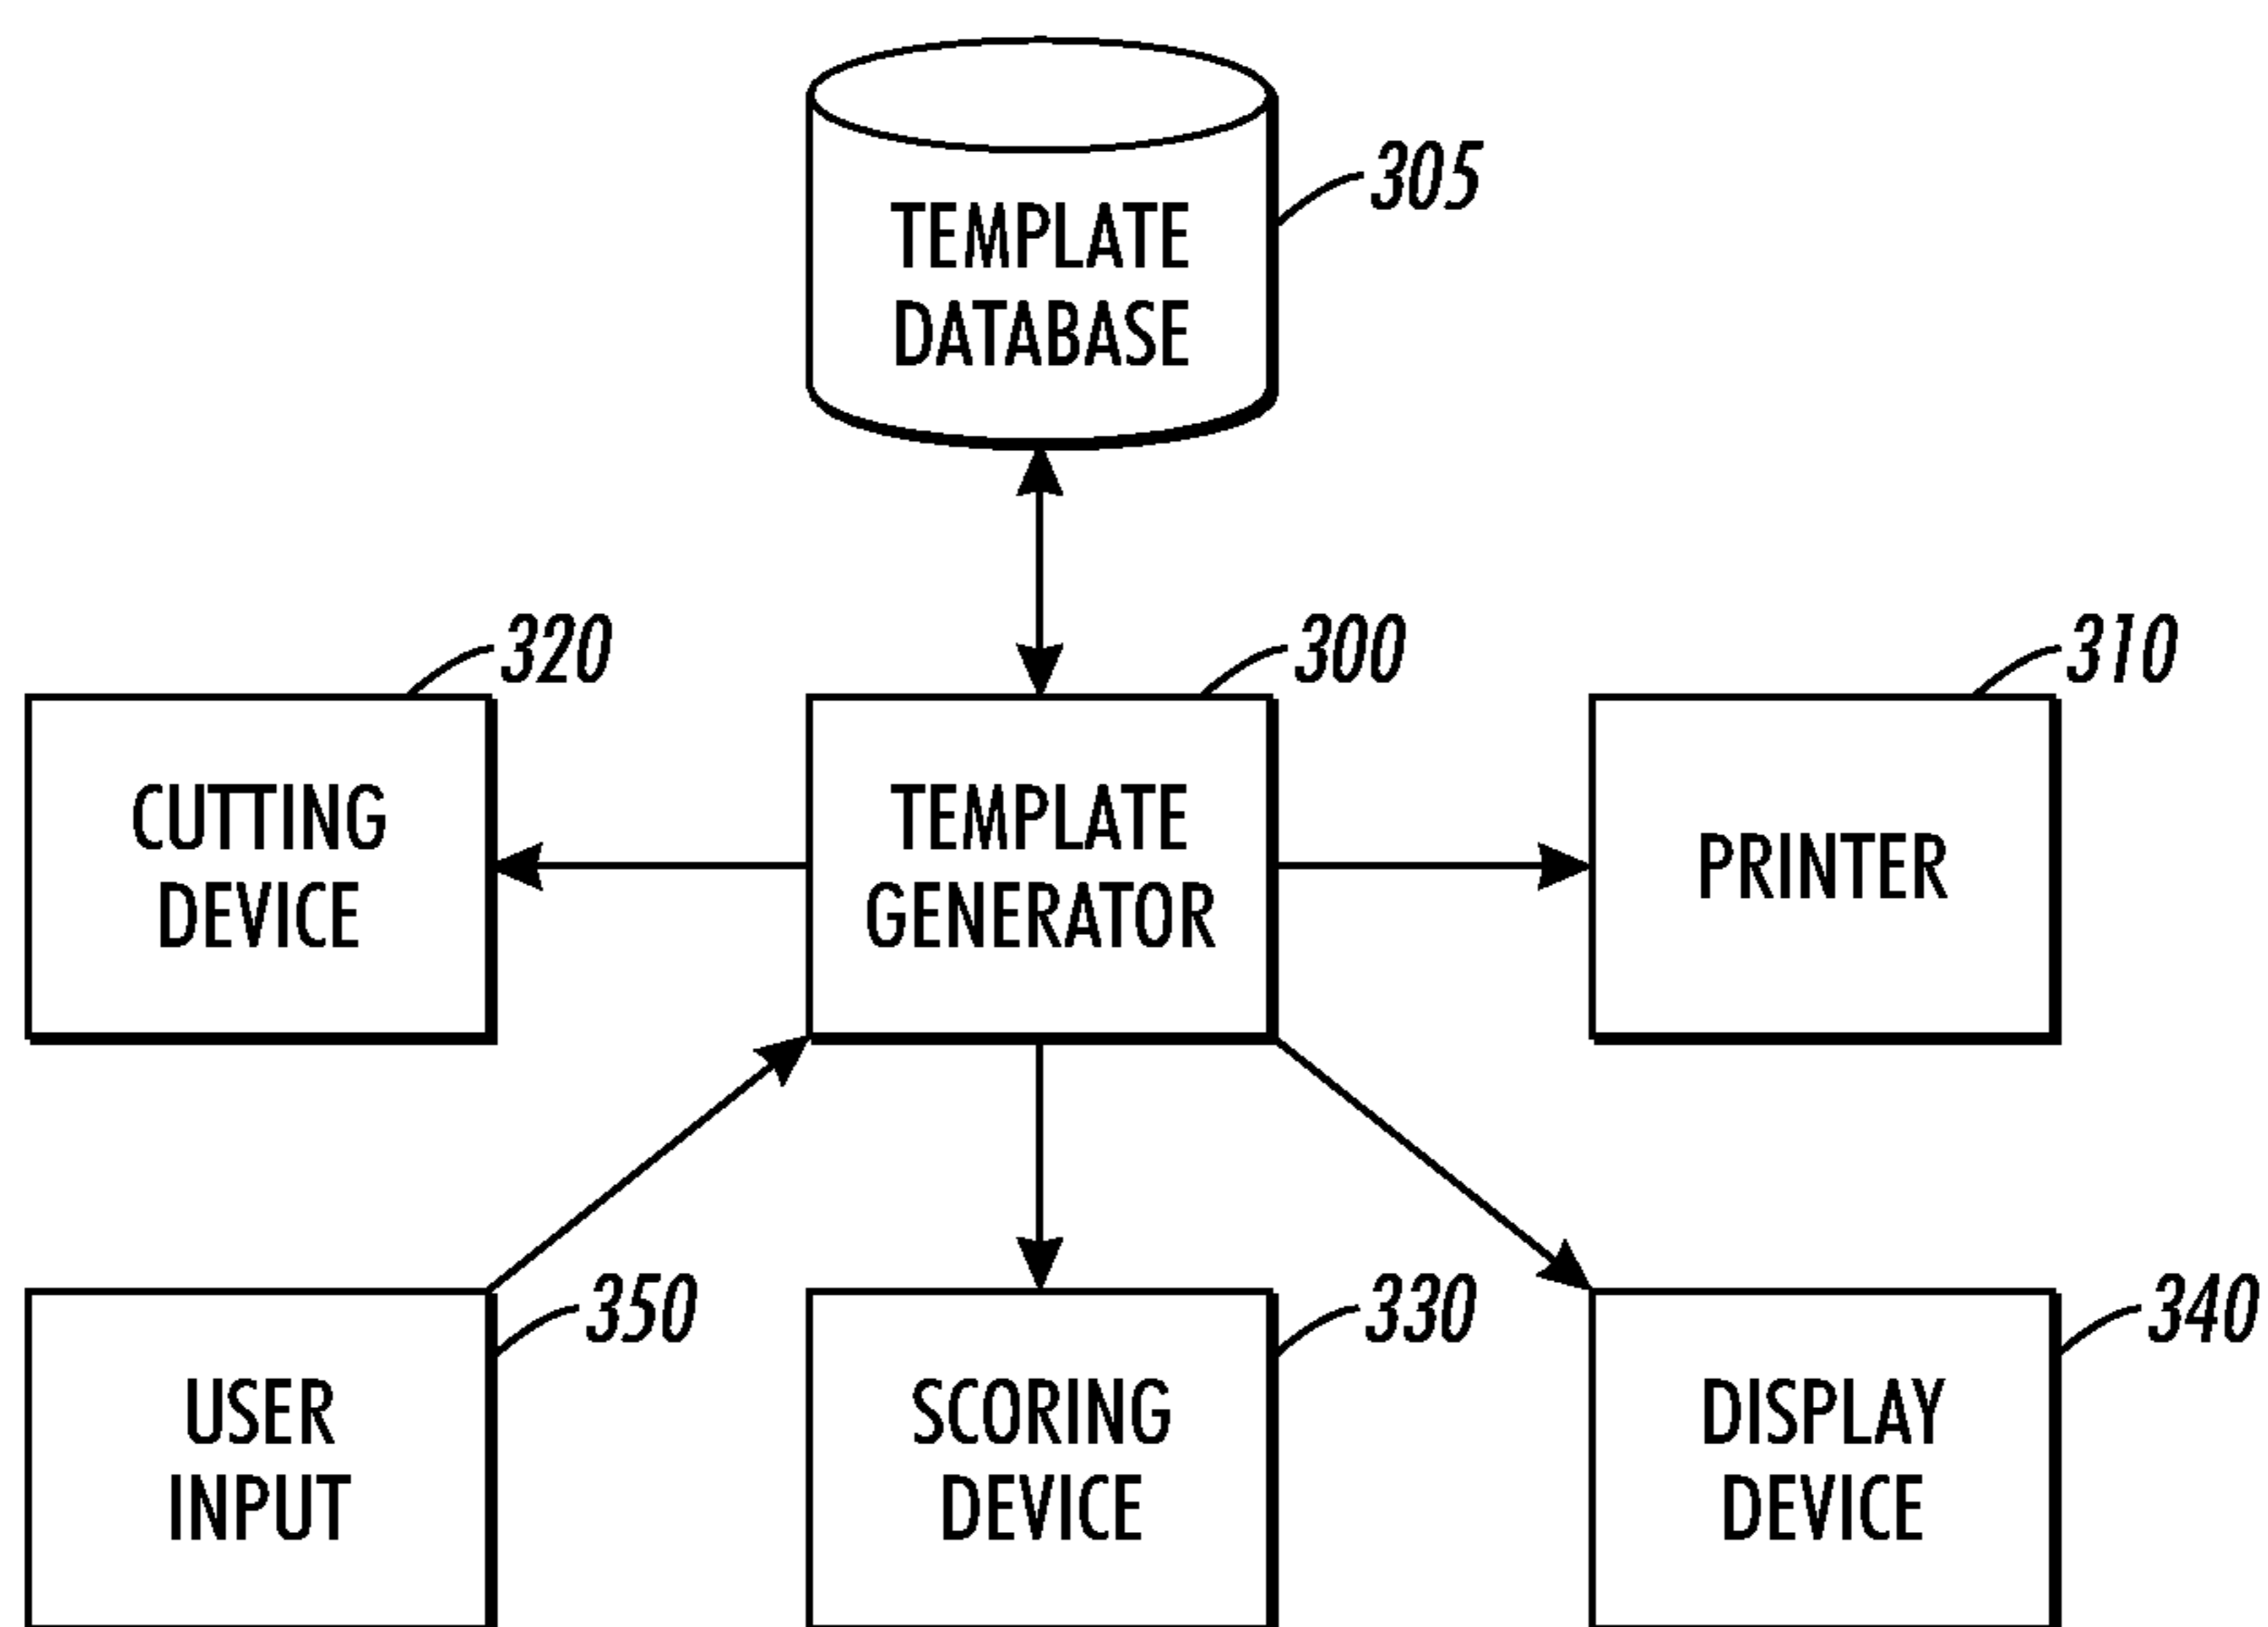 305
TEMPLATE
DATABASE
320
300
310
CUTTING
DEVICE
TEMPLATE
GENERATOR
PRINTER
350
330
340
USER
INPUT
SCORING
DEVICE
DISPLAY
DEVICE